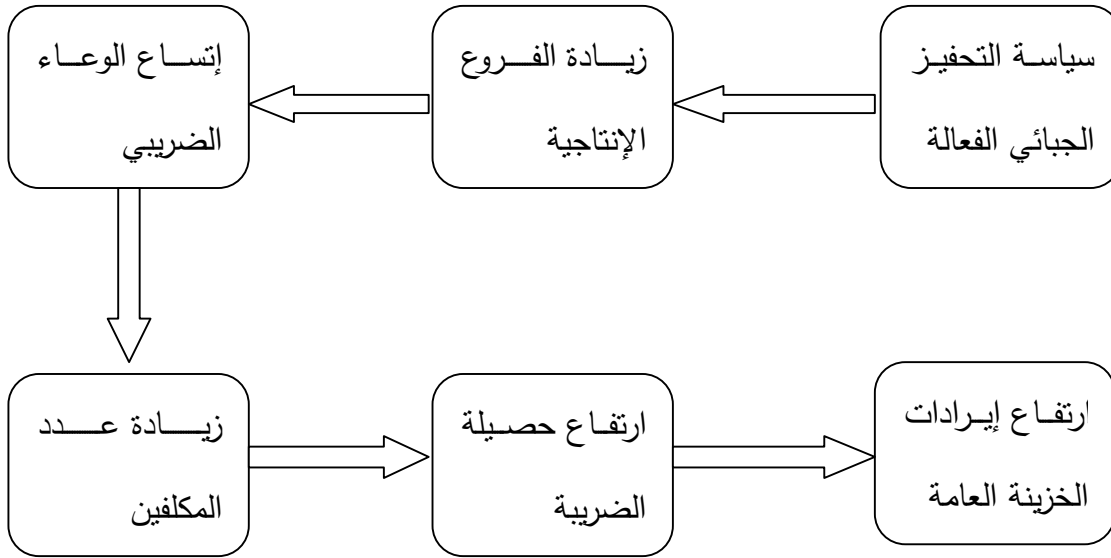 سياسة التحفيز
الجبائي الفعالة
زيادة الفروع
الإنتاجية
إتساع الوعاء
الضريبي
زيادة عدد
المكلفين
ارتفاع حصيلة
الضريبة
ارتفاع إيرادات
الخزينة العامة